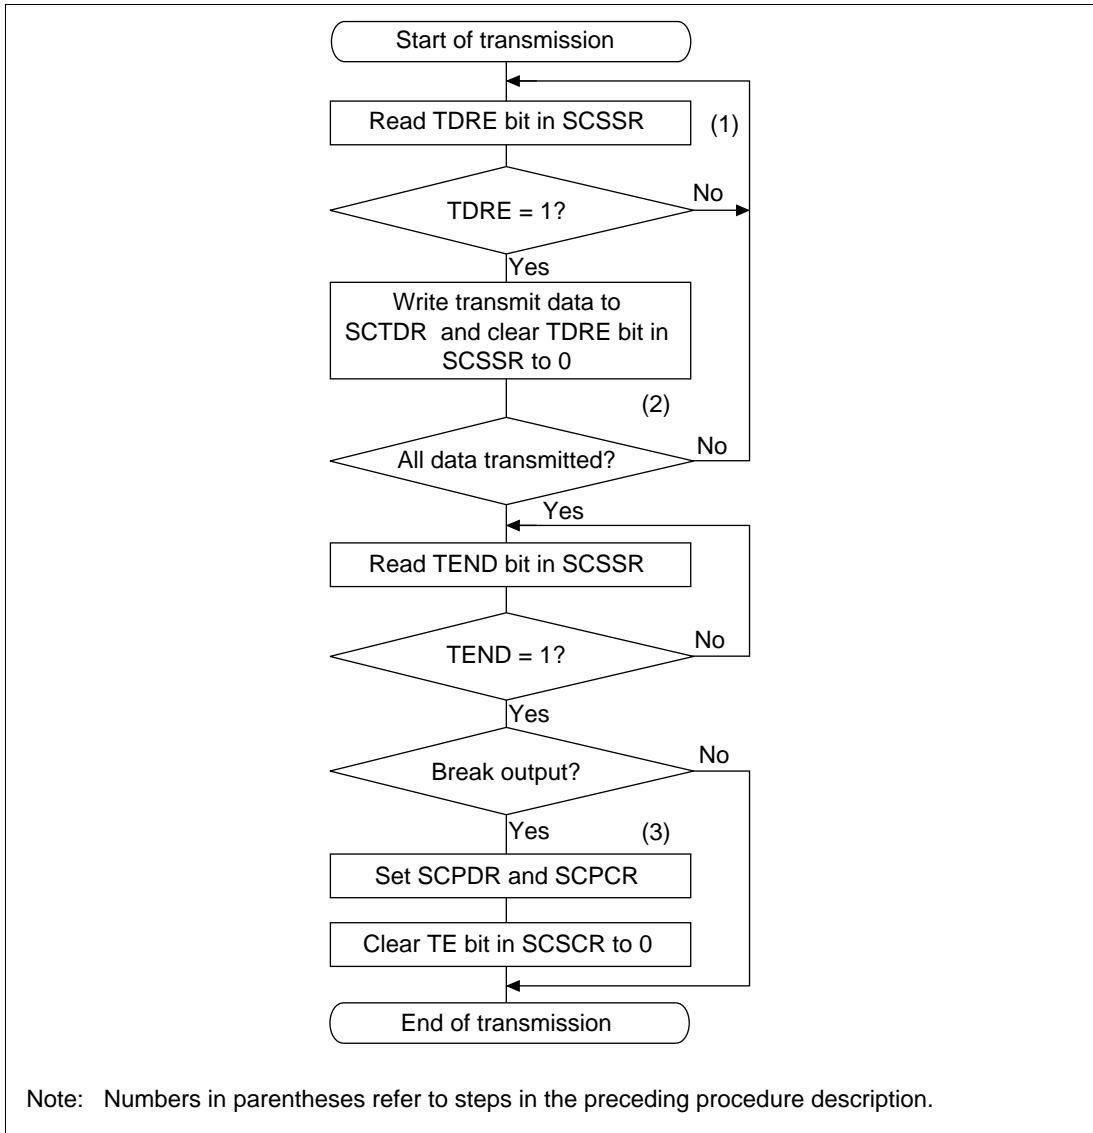 Start of transmission
Read TDRE bit in SCSSR
(1)
TDRE = 1?
No
Yes
Write transmit data to
SCTDR and clear TDRE bit in
SCSSR to 0
(2)
All data transmitted?
No
Yes
Read TEND bit in SCSSR
TEND = 1?
No
Yes
Break output?
No
Yes
(3)
Set SCPDR and SCPCR
Clear TE bit in SCSCR to 0
End of transmission
Note: Numbers in parentheses refer to steps in the preceding procedure description.